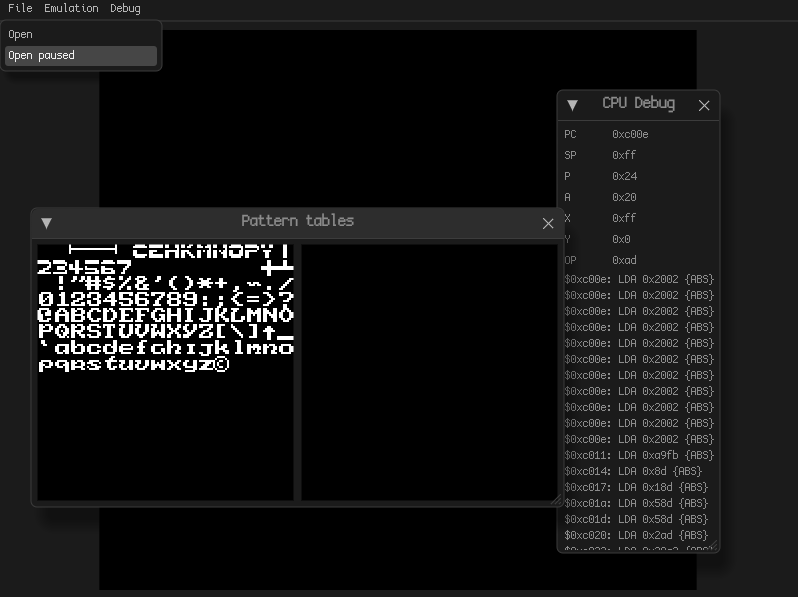 File Emulation Debug
Open
Open paused
CPU Debug
PC 0xc00e
SP 0xff
P 0x24
A 0x20
X 0xff
Y 0x0
OP 0xad
$0xc00e: LDA 0x2002 {ABS}
$0xc00e: LDA 0x2002 {ABS}
$0xc00e: LDA 0x2002 {ABS}
$0xc00e: LDA 0x2002 {ABS}
$0xc00e: LDA 0x2002 {ABS}
$0xc00e: LDA 0x2002 {ABS}
$0xc00e: LDA 0x2002 {ABS}
$0xc00e: LDA 0x2002 {ABS}
$0xc00e: LDA 0x2002 {ABS}
$0xc00e: LDA 0x2002 {ABS}
$0xc00e: LDA 0x2002 {ABS}
$0xc011: LDA 0xa9fb {ABS}
$0xc014: LDA 0x8d {ABS}
$0xc017: LDA 0x18d {ABS}
$0xc01a: LDA 0x58d {ABS}
$0xc01d: LDA 0x58d {ABS}
$0xc020: LDA 0x2ad {ABS}
Pattern tables
CEHKMNOPY
234567
!"#$%&'()*+,-./
0123456789:;<=>?
@ABCDEFGHIJKLMNO
PQRSTUVWXYZ[\]↑_
`abcdefghijklmno
pqrstuvwxyz©